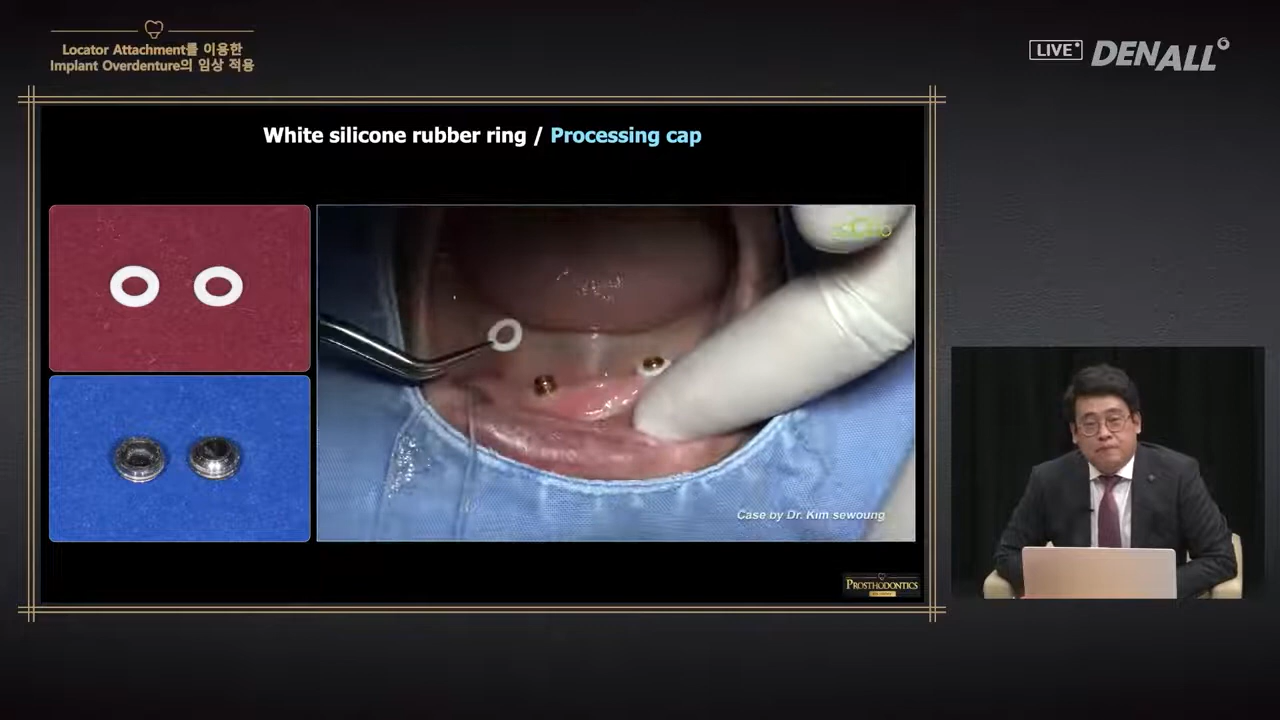 Locator Attachment를 이용한
Implant Overdenture의 임상 적용
LIVE
DENALL
White silicone rubber ring / Processing cap
Case by Dr. Kim sewoung
PROSTHODONTICS